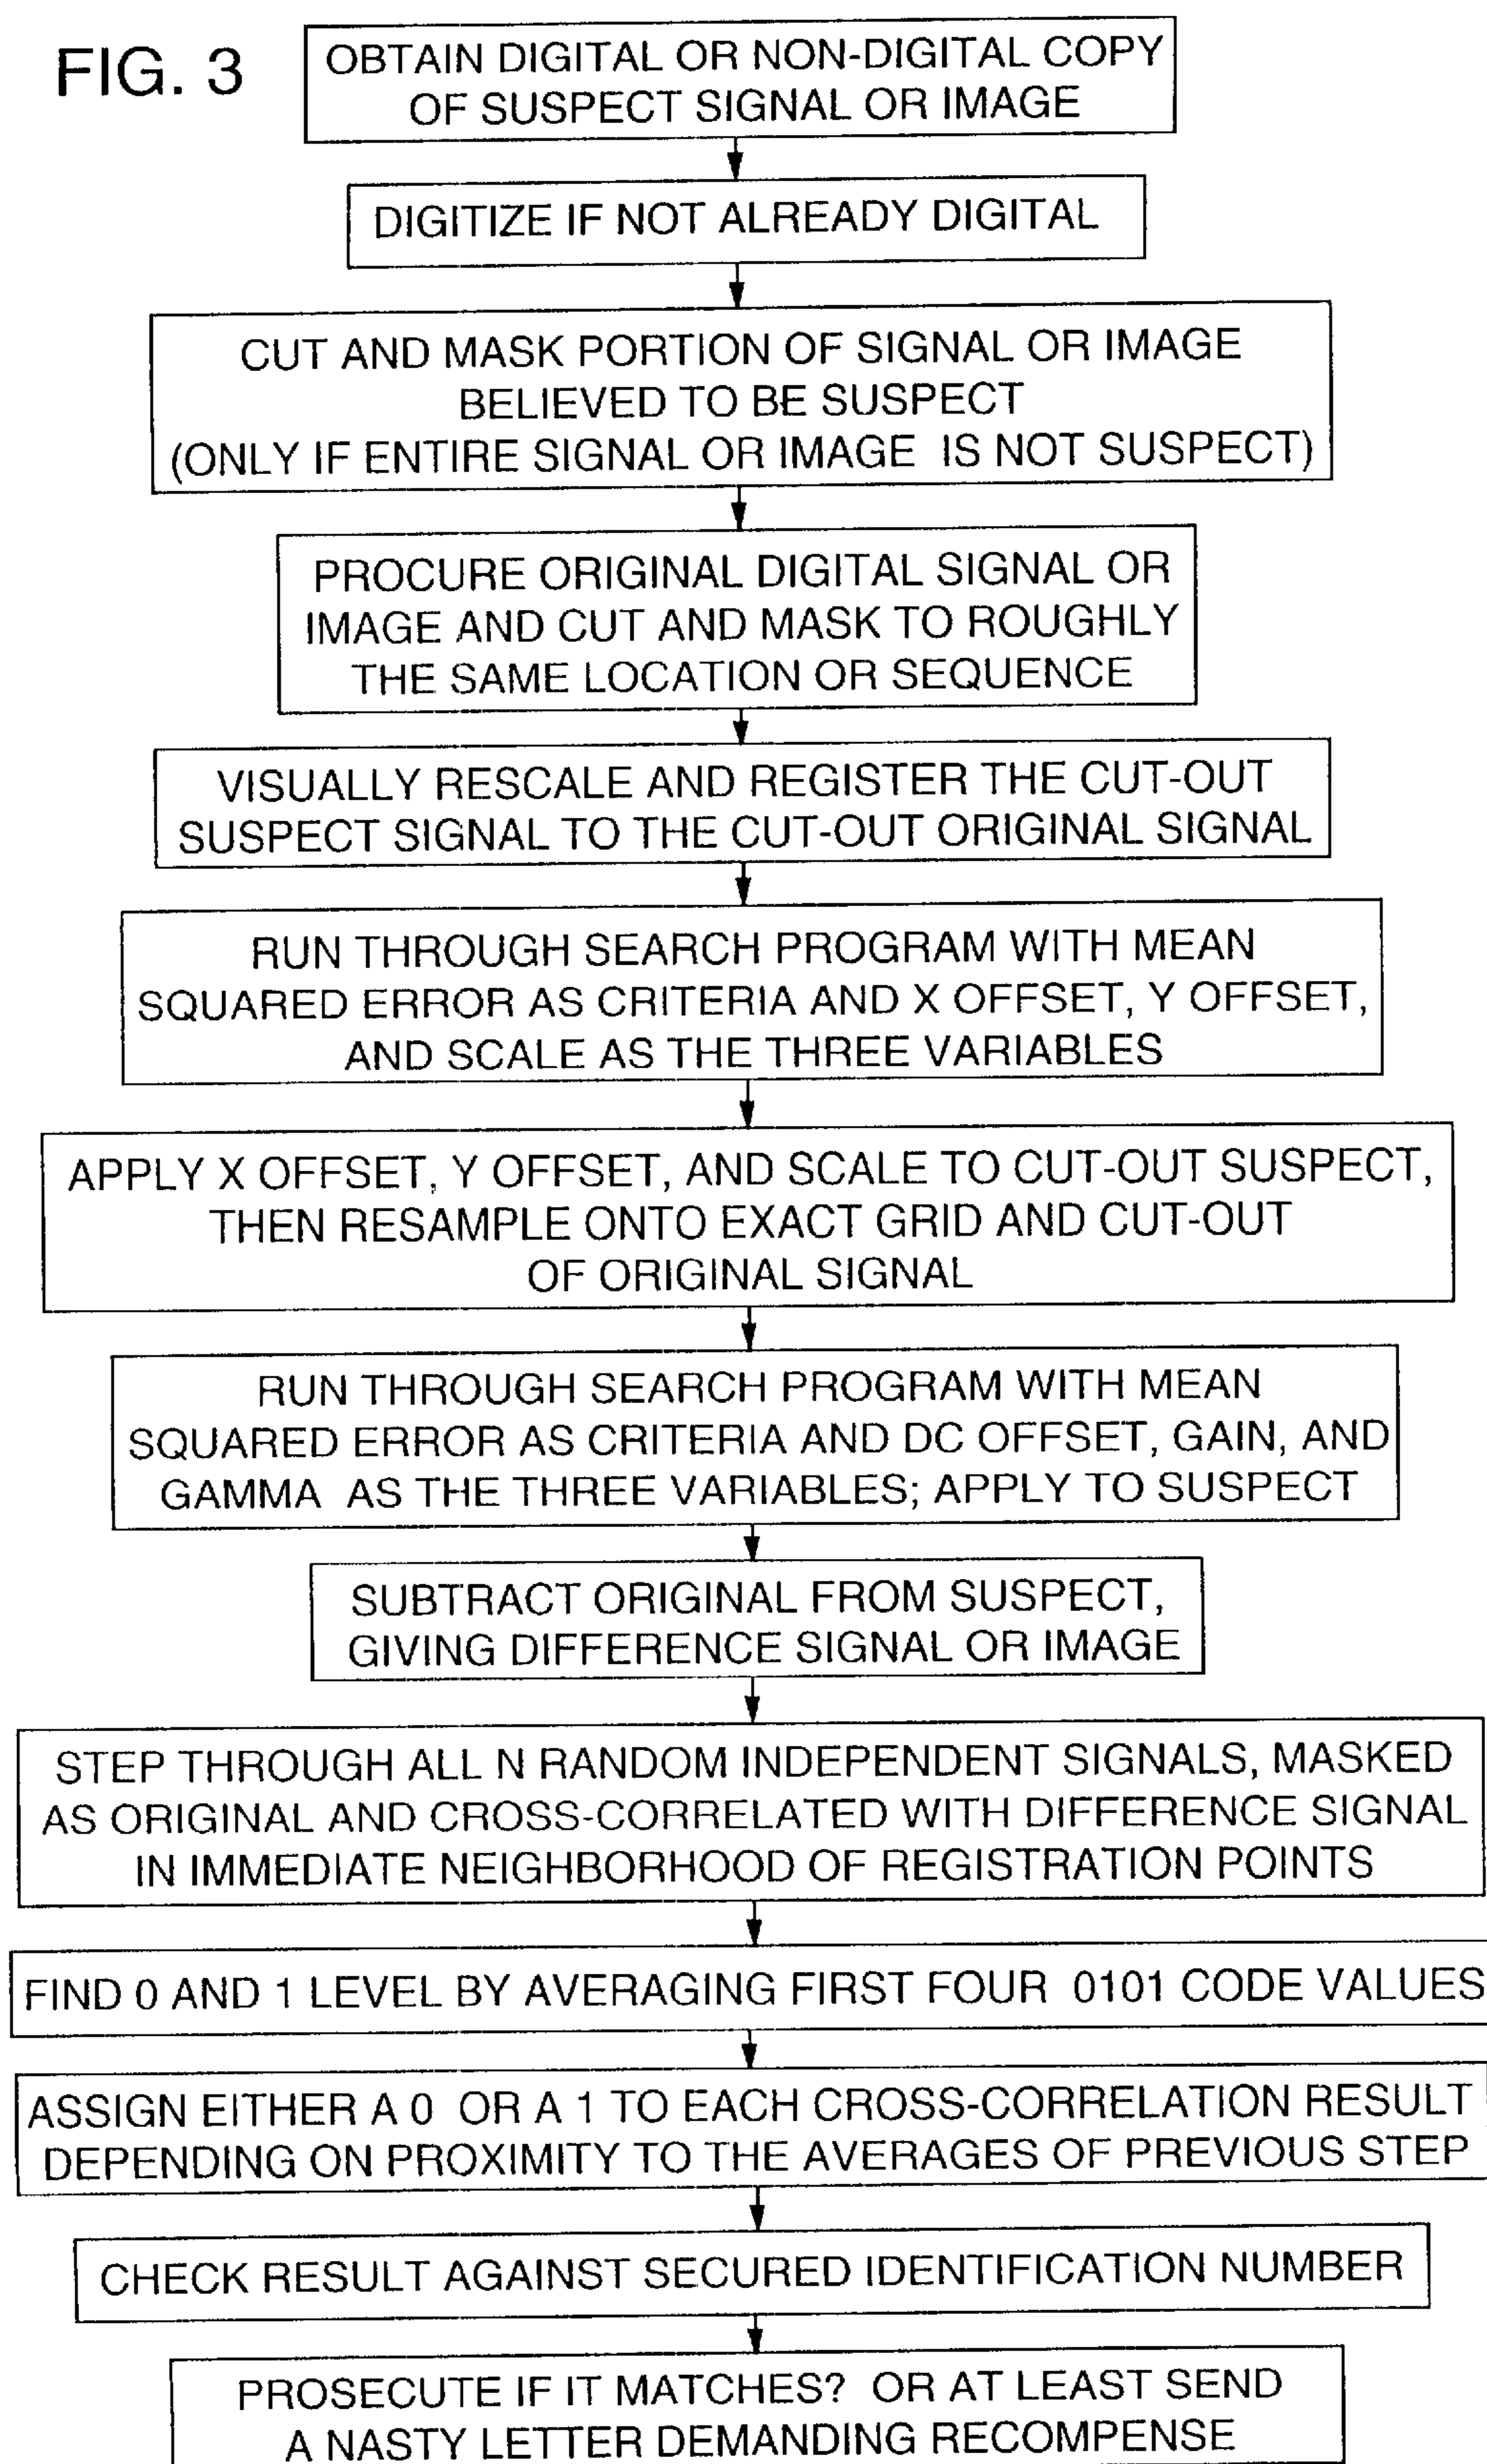 FIG. 3
OBTAIN DIGITAL OR NON-DIGITAL COPY
OF SUSPECT SIGNAL OR IMAGE
DIGITIZE IF NOT ALREADY DIGITAL
CUT AND MASK PORTION OF SIGNAL OR IMAGE
BELIEVED TO BE SUSPECT
(ONLY IF ENTIRE SIGNAL OR IMAGE IS NOT SUSPECT)
PROCURE ORIGINAL DIGITAL SIGNAL OR
IMAGE AND CUT AND MASK TO ROUGHLY
THE SAME LOCATION OR SEQUENCE
VISUALLY RESCALE AND REGISTER THE CUT-OUT
SUSPECT SIGNAL TO THE CUT-OUT ORIGINAL SIGNAL
RUN THROUGH SEARCH PROGRAM WITH MEAN
SQUARED ERROR AS CRITERIA AND X OFFSET, Y OFFSET,
AND SCALE AS THE THREE VARIABLES
APPLY X OFFSET, Y OFFSET, AND SCALE TO CUT-OUT SUSPECT,
THEN RESAMPLE ONTO EXACT GRID AND CUT-OUT
OF ORIGINAL SIGNAL
RUN THROUGH SEARCH PROGRAM WITH MEAN
SQUARED ERROR AS CRITERIA AND DC OFFSET, GAIN, AND
GAMMA AS THE THREE VARIABLES; APPLY TO SUSPECT
SUBTRACT ORIGINAL FROM SUSPECT,
GIVING DIFFERENCE SIGNAL OR IMAGE
STEP THROUGH ALL N RANDOM INDEPENDENT SIGNALS, MASKED
AS ORIGINAL AND CROSS-CORRELATED WITH DIFFERENCE SIGNAL
IN IMMEDIATE NEIGHBORHOOD OF REGISTRATION POINTS
FIND 0 AND 1 LEVEL BY AVERAGING FIRST FOUR 0101 CODE VALUES
ASSIGN EITHER A 0 OR A 1 TO EACH CROSS-CORRELATION RESULT
DEPENDING ON PROXIMITY TO THE AVERAGES OF PREVIOUS STEP
CHECK RESULT AGAINST SECURED IDENTIFICATION NUMBER
PROSECUTE IF IT MATCHES? OR AT LEAST SEND
A NASTY LETTER DEMANDING RECOMPENSE